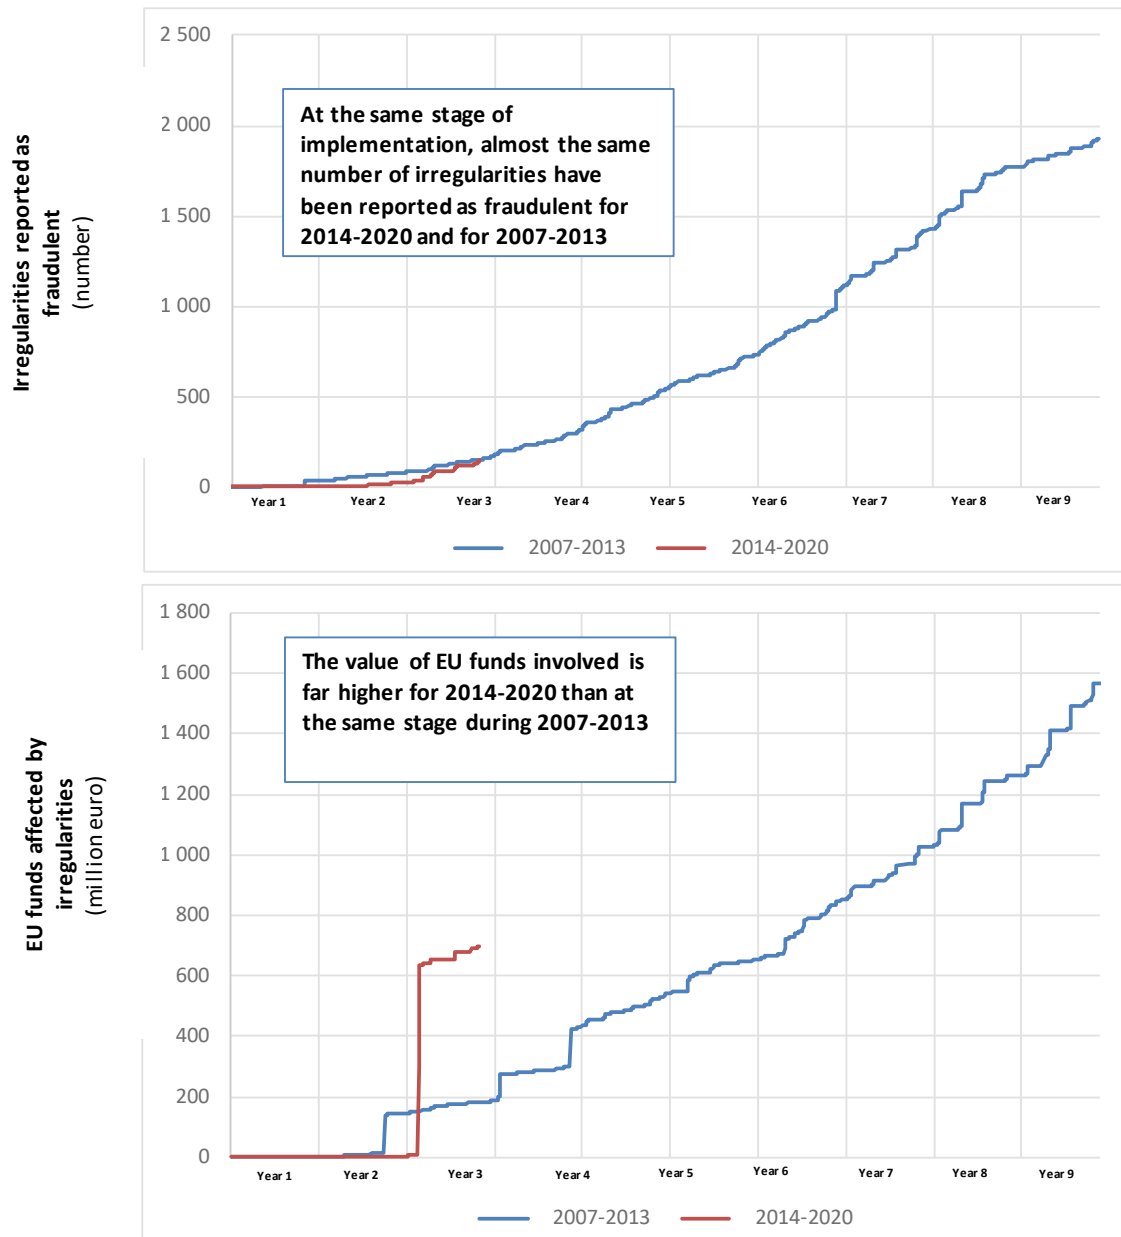 Irregularities reported as
fraudulent
(number)
2 500
2 000
1 500
1 000
500
0
At the same stage of
implementation, almost the same
number of irregularities have
been reported as fraudulent for
2014-2020 and for 2007-2013
Year 1 Year 2 Year 3 Year 4 Year 5 Year 6 Year 7 Year 8 Year 9
2007-2013 2014-2020
EU funds affected by
irregularities
(million euro)
1 800
1 600
1 400
1 200
1 000
800
600
400
200
0
The value of EU funds involved is
far higher for 2014-2020 than at
the same stage during 2007-2013
Year 1 Year 2 Year 3 Year 4 Year 5 Year 6 Year 7 Year 8 Year 9
2007-2013 2014-2020